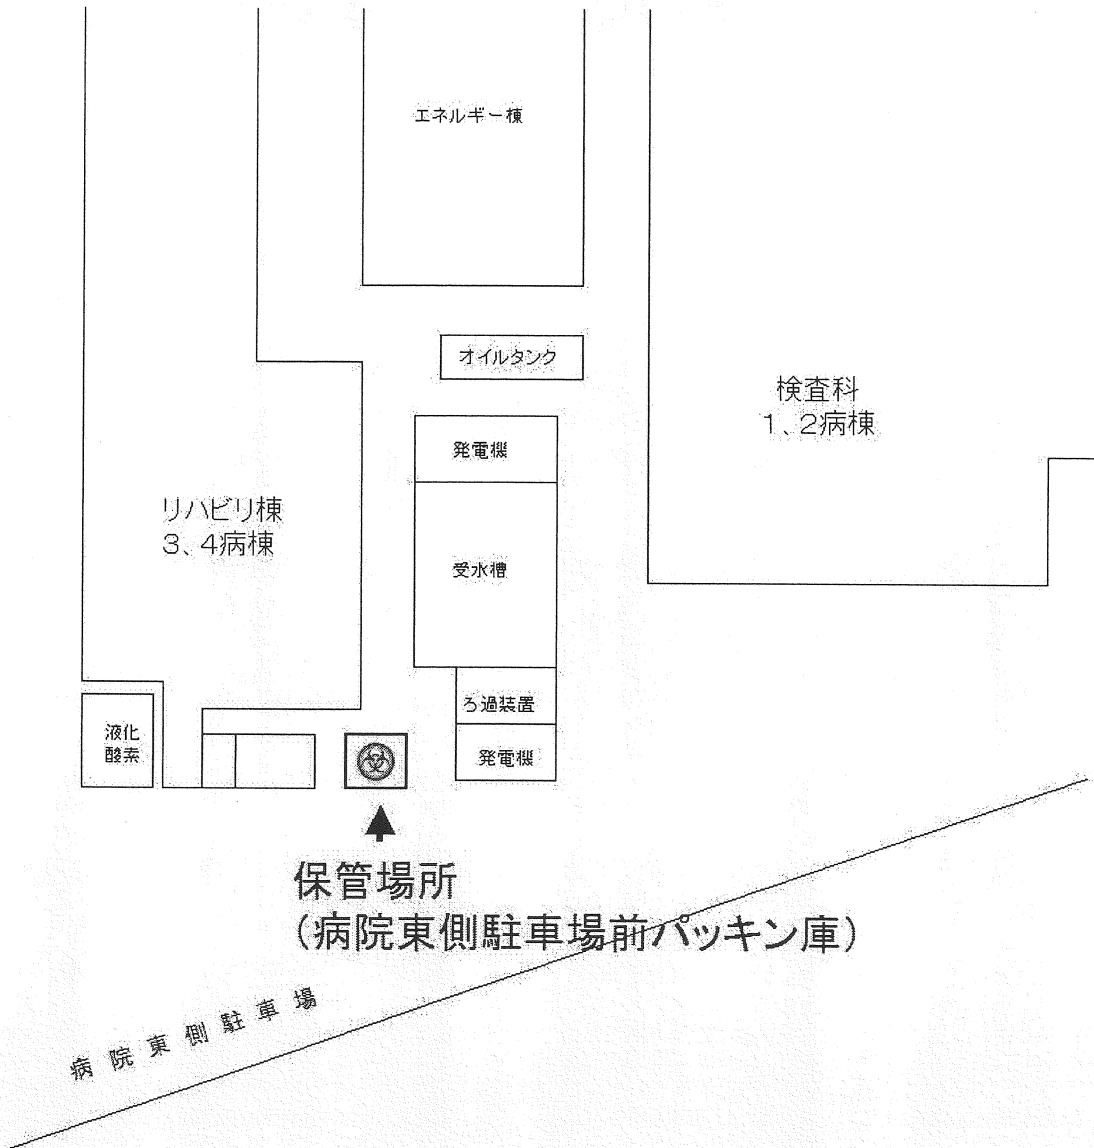 エネルギー棟
オイルタンク
検査科
1、2病棟
発電機
リハビリ棟
3、4病棟
受水槽
ろ過装置
液化
酸素
発電機
保管場所
（病院東側駐車場前パッキン庫）
病院東側駐車場